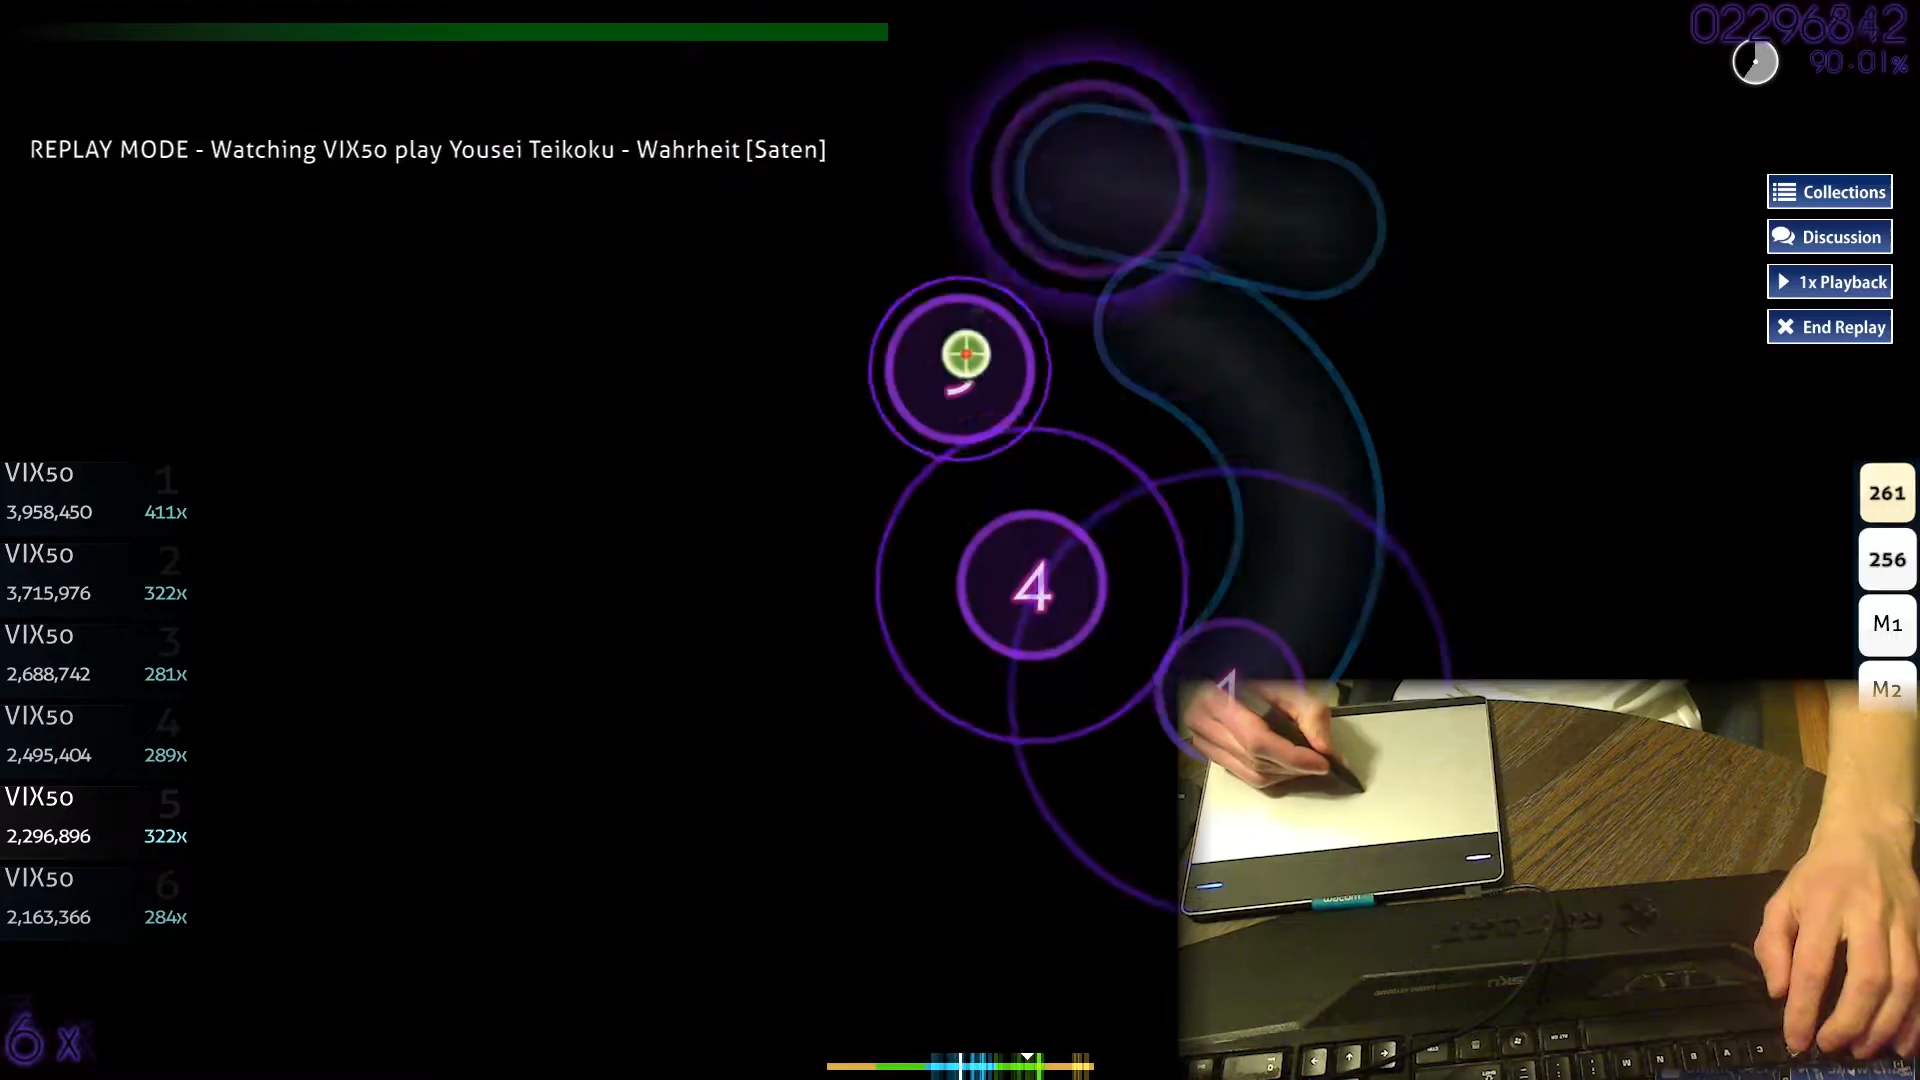 02296842
90.01%
REPLAY MODE - Watching VIX50 play Yousei Teikoku - Wahrheit [Saten]
Collections
Discussion
1x Playback
End Replay
VIX50 1
3,958,450 411x
VIX50 2
3,715,976 322x
VIX50 3
2,688,742 281x
VIX50 4
2,495,404 289x
VIX50 5
2,296,896 322x
VIX50 6
2,163,366 284x
261
256
M1
M2
4
1
wacom
6x
M N B